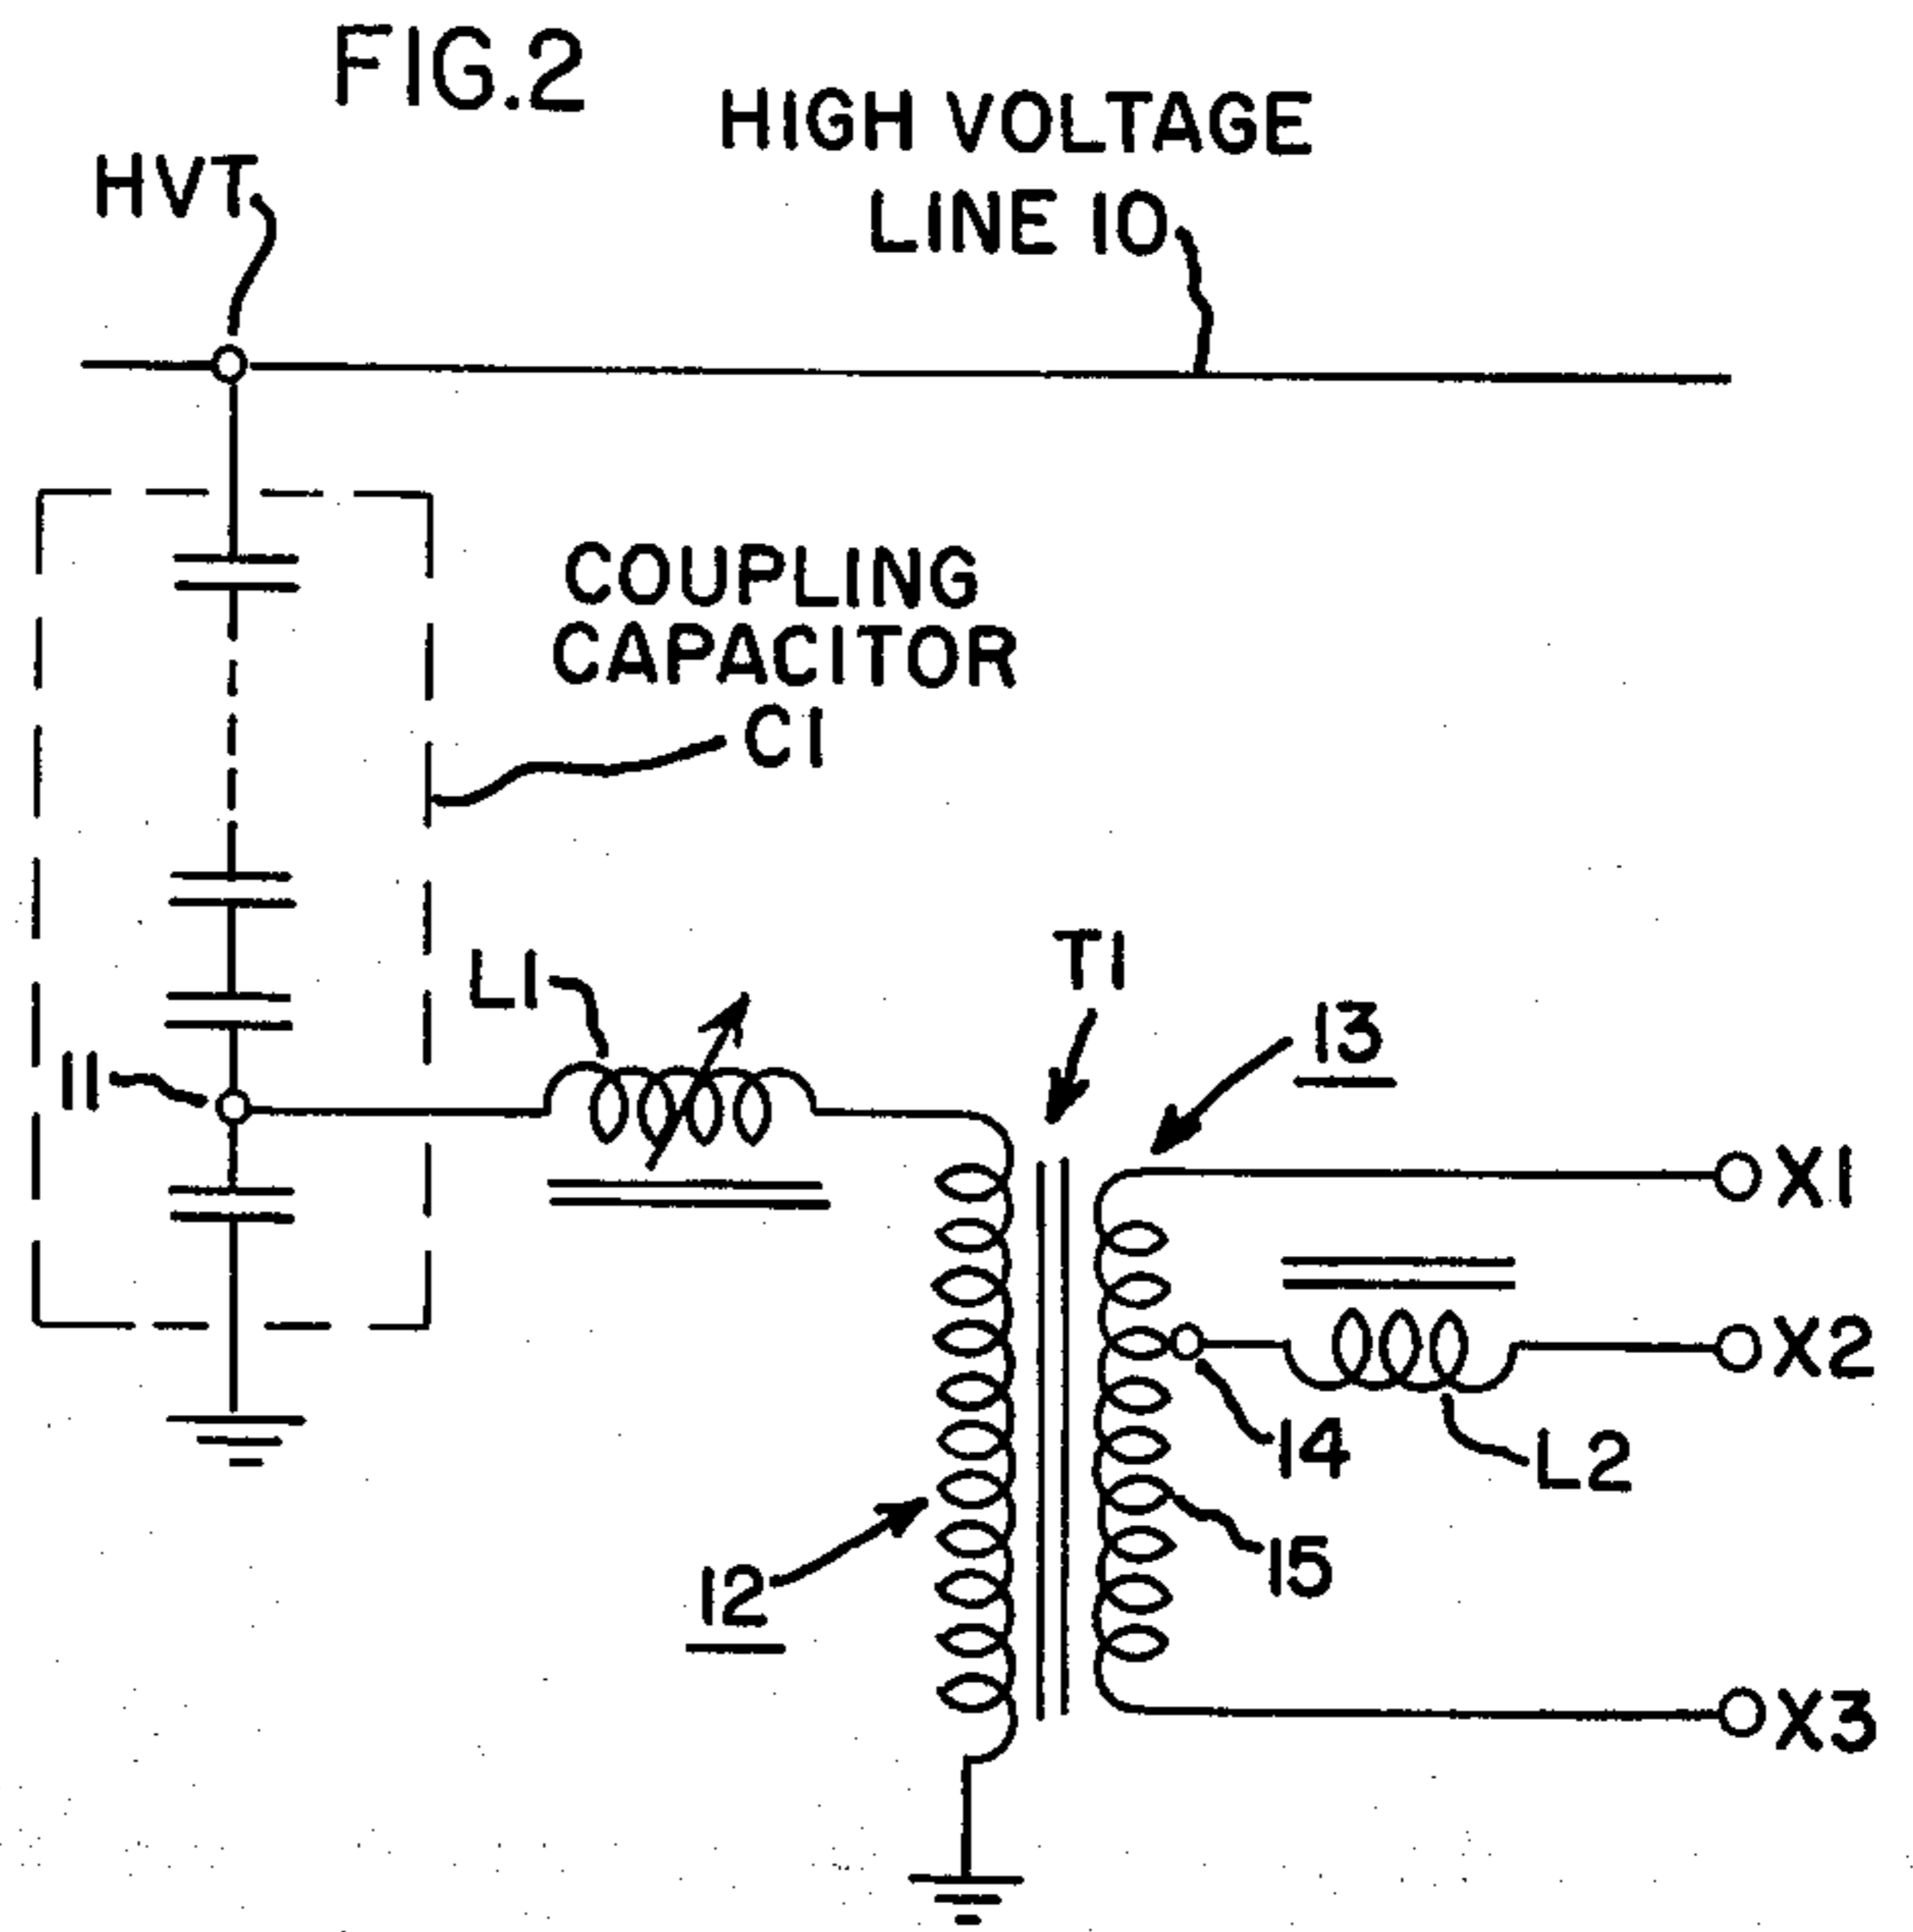 FIG.2
HIGH VOLTAGE
LINE 10
HVT
COUPLING
CAPACITOR
C1
L1
T1
13
11
X1
X2
14
L2
15
12
X3